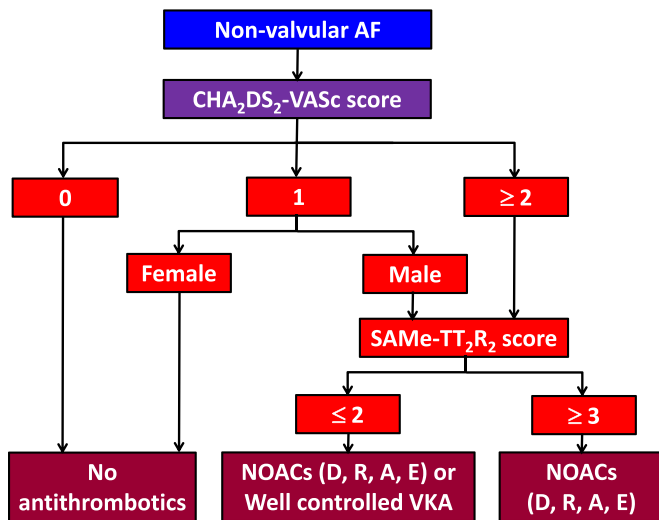 Non-valvular AF
CHA₂DS₂-VASc score
0
1
≥ 2
Female
Male
SAMe-TT₂R₂ score
≤ 2
≥ 3
No
antithrombotics
NOACs (D, R, A, E) or
Well controlled VKA
NOACs
(D, R, A, E)